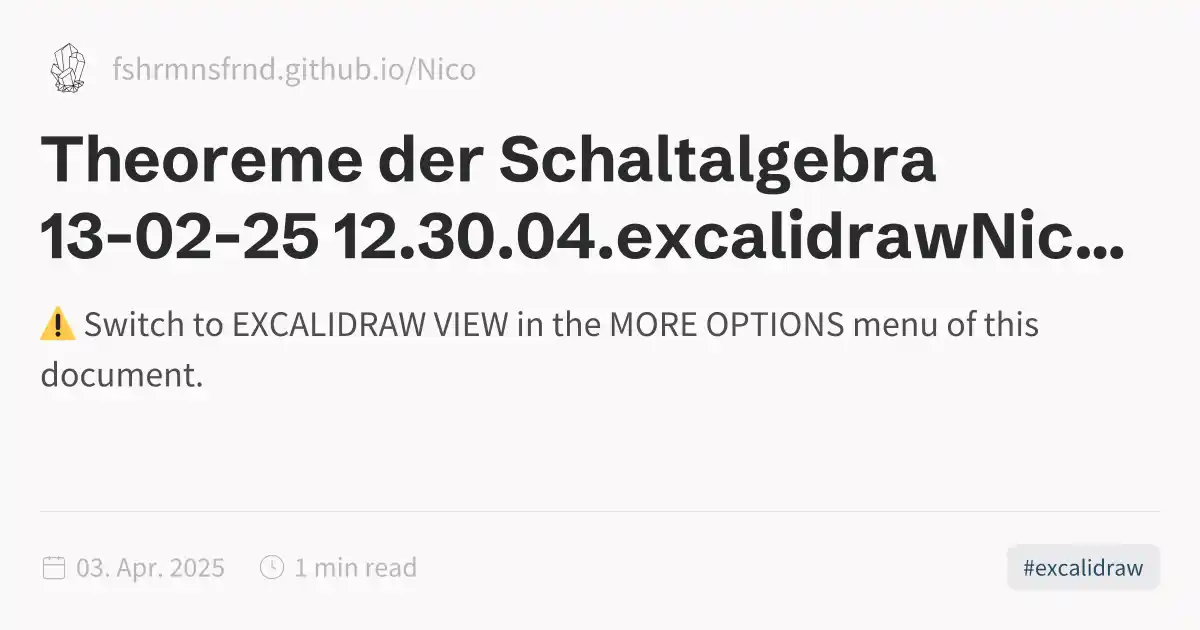 fshrmnsfrnd.github.io/Nico
Theoreme der Schaltalgebra
13-02-25 12.30.04.excalidrawNic...
⚠️ Switch to EXCALIDRAW VIEW in the MORE OPTIONS menu of this
document.
03. Apr. 2025 1 min read
#excalidraw